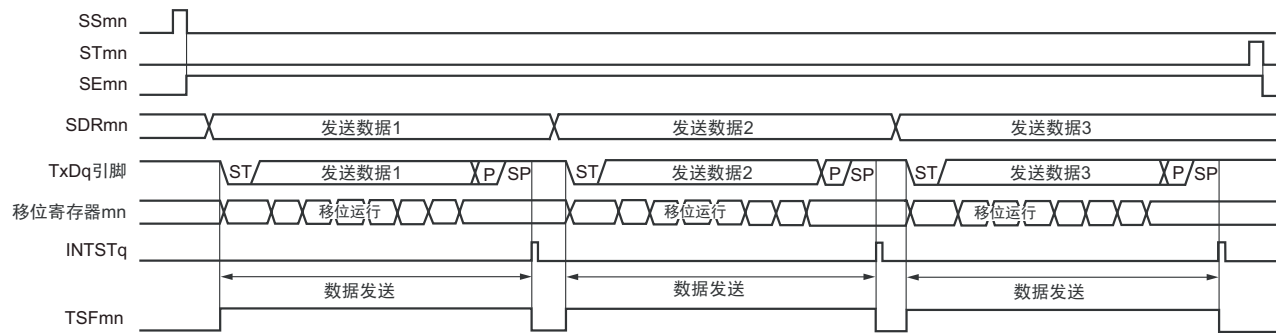 SSmn
STmn
SEmn
SDRmn 发送数据1 发送数据2 发送数据3
TxDq引脚 ST 发送数据1 P SP ST 发送数据2 P SP ST 发送数据3 P SP
移位寄存器mn 移位运行 移位运行 移位运行
INTSTq
数据发送 数据发送 数据发送
TSFmn